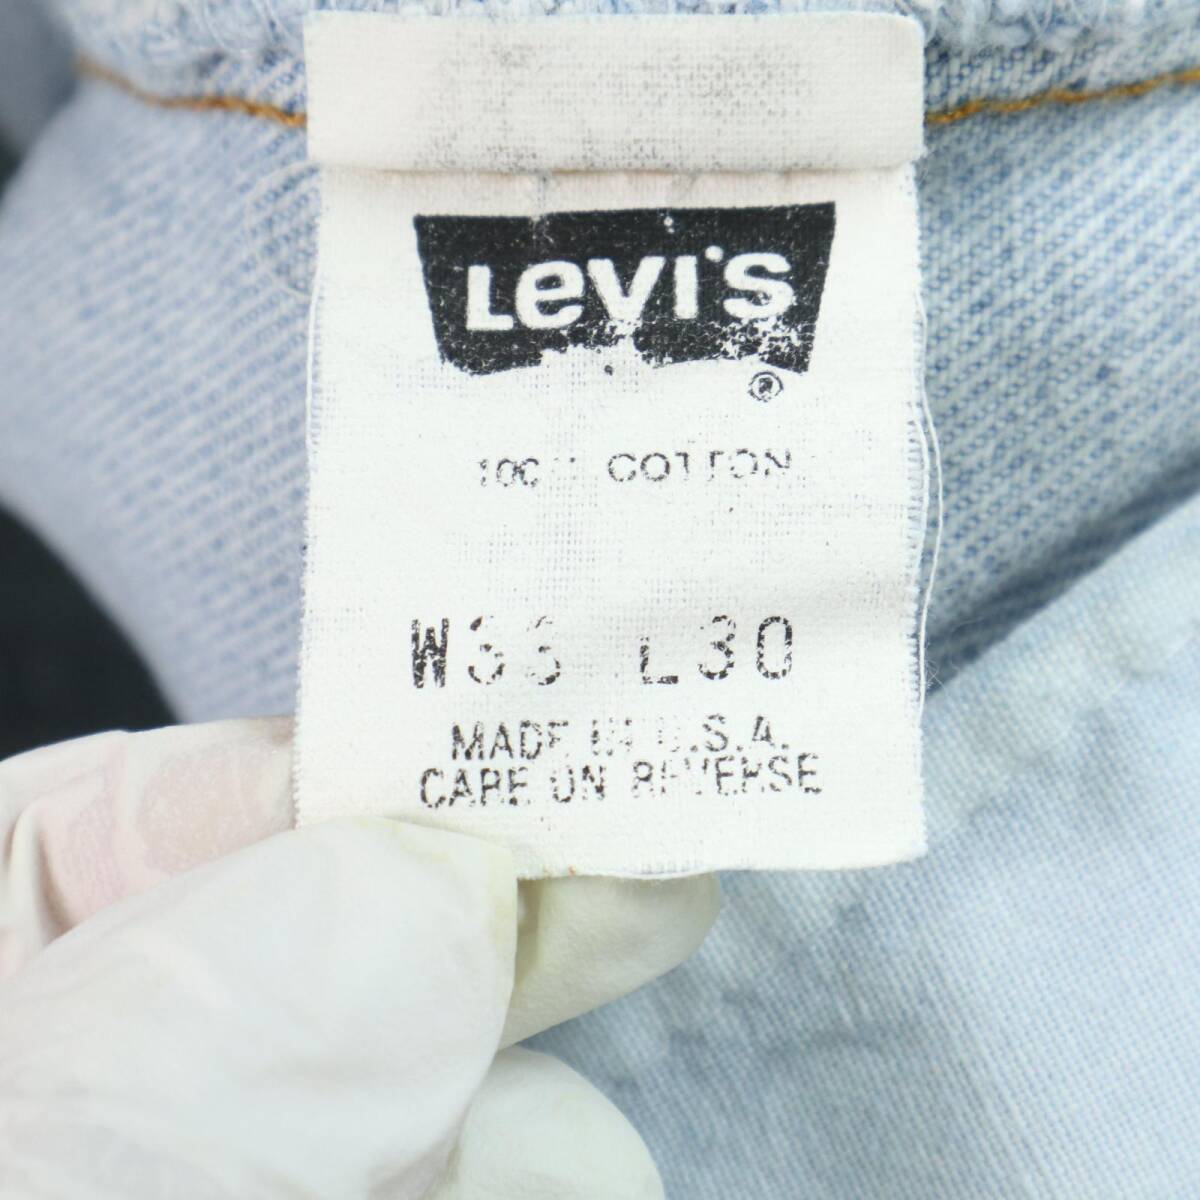 Levi's
®
100% COTTON
W33 L30
MADE IN U.S.A.
CARE ON REVERSE